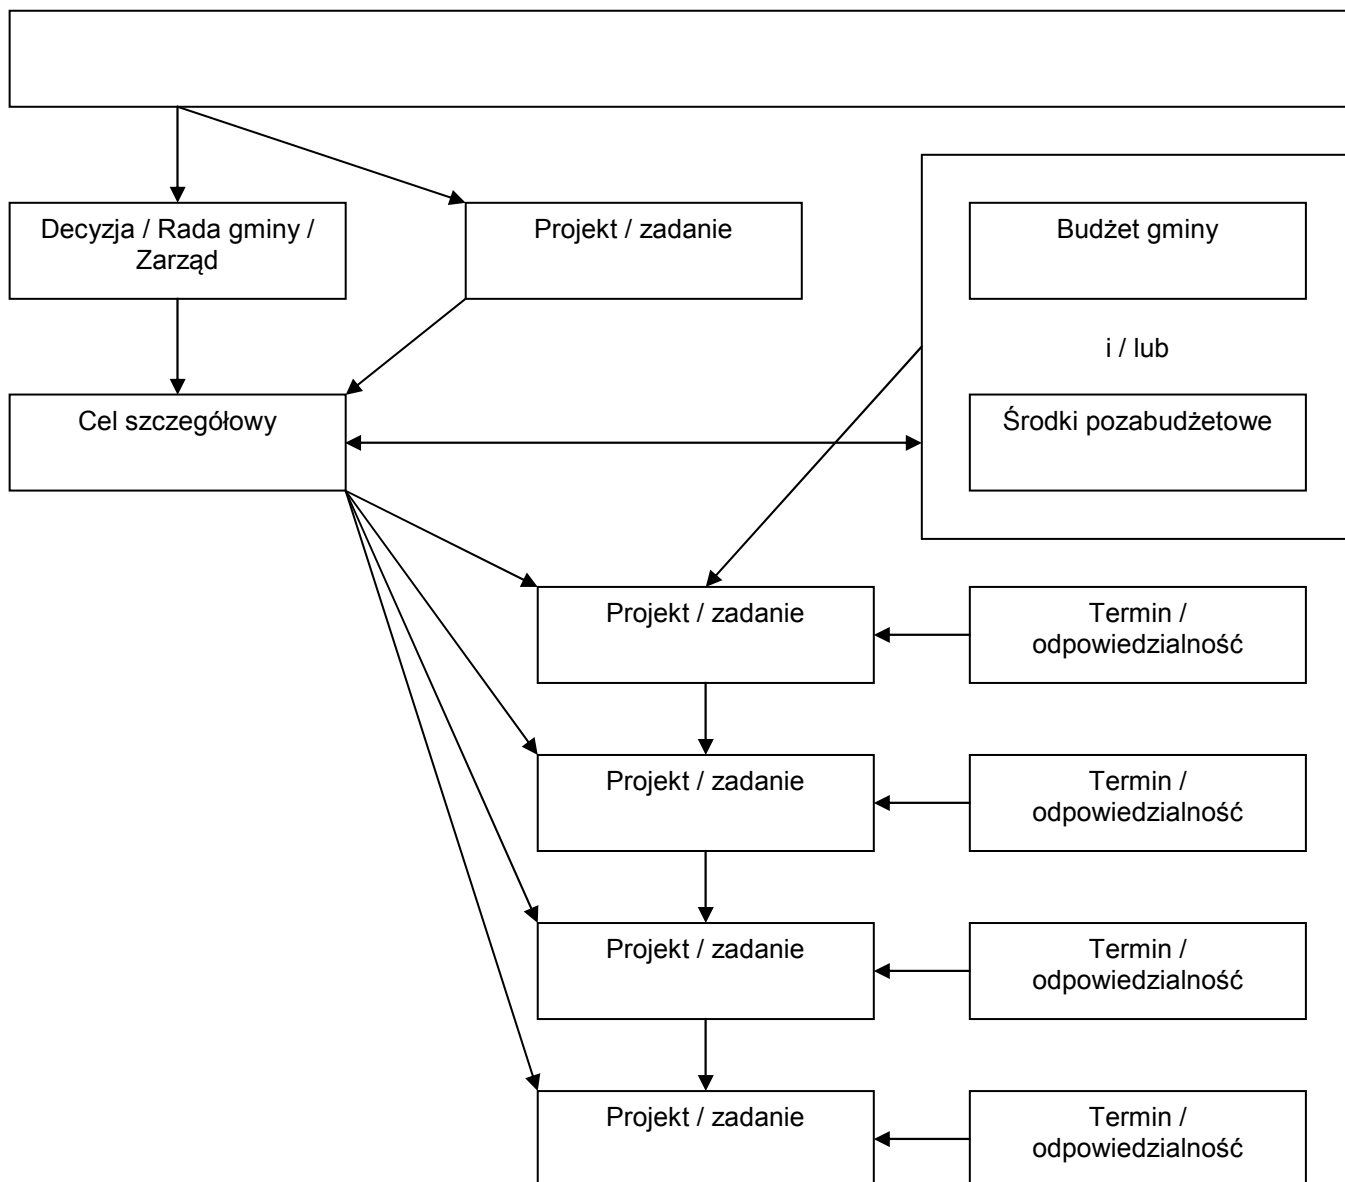 Decyzja / Rada gminy /
Zarząd
Projekt / zadanie
Budżet gminy
i / lub
Cel szczegółowy
Środki pozabudżetowe
Projekt / zadanie
Termin /
odpowiedzialność
Projekt / zadanie
Termin /
odpowiedzialność
Projekt / zadanie
Termin /
odpowiedzialność
Projekt / zadanie
Termin /
odpowiedzialność